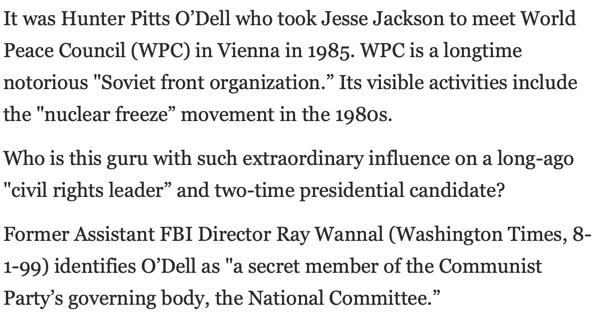 It was Hunter Pitts O’Dell who took Jesse Jackson to meet World
Peace Council (WPC) in Vienna in 1985. WPC is a longtime
notorious "Soviet front organization.” Its visible activities include
the "nuclear freeze” movement in the 1980s.
Who is this guru with such extraordinary influence on a long-ago
"civil rights leader” and two-time presidential candidate?
Former Assistant FBI Director Ray Wannal (Washington Times, 8-
1-99) identifies O’Dell as "a secret member of the Communist
Party’s governing body, the National Committee.”